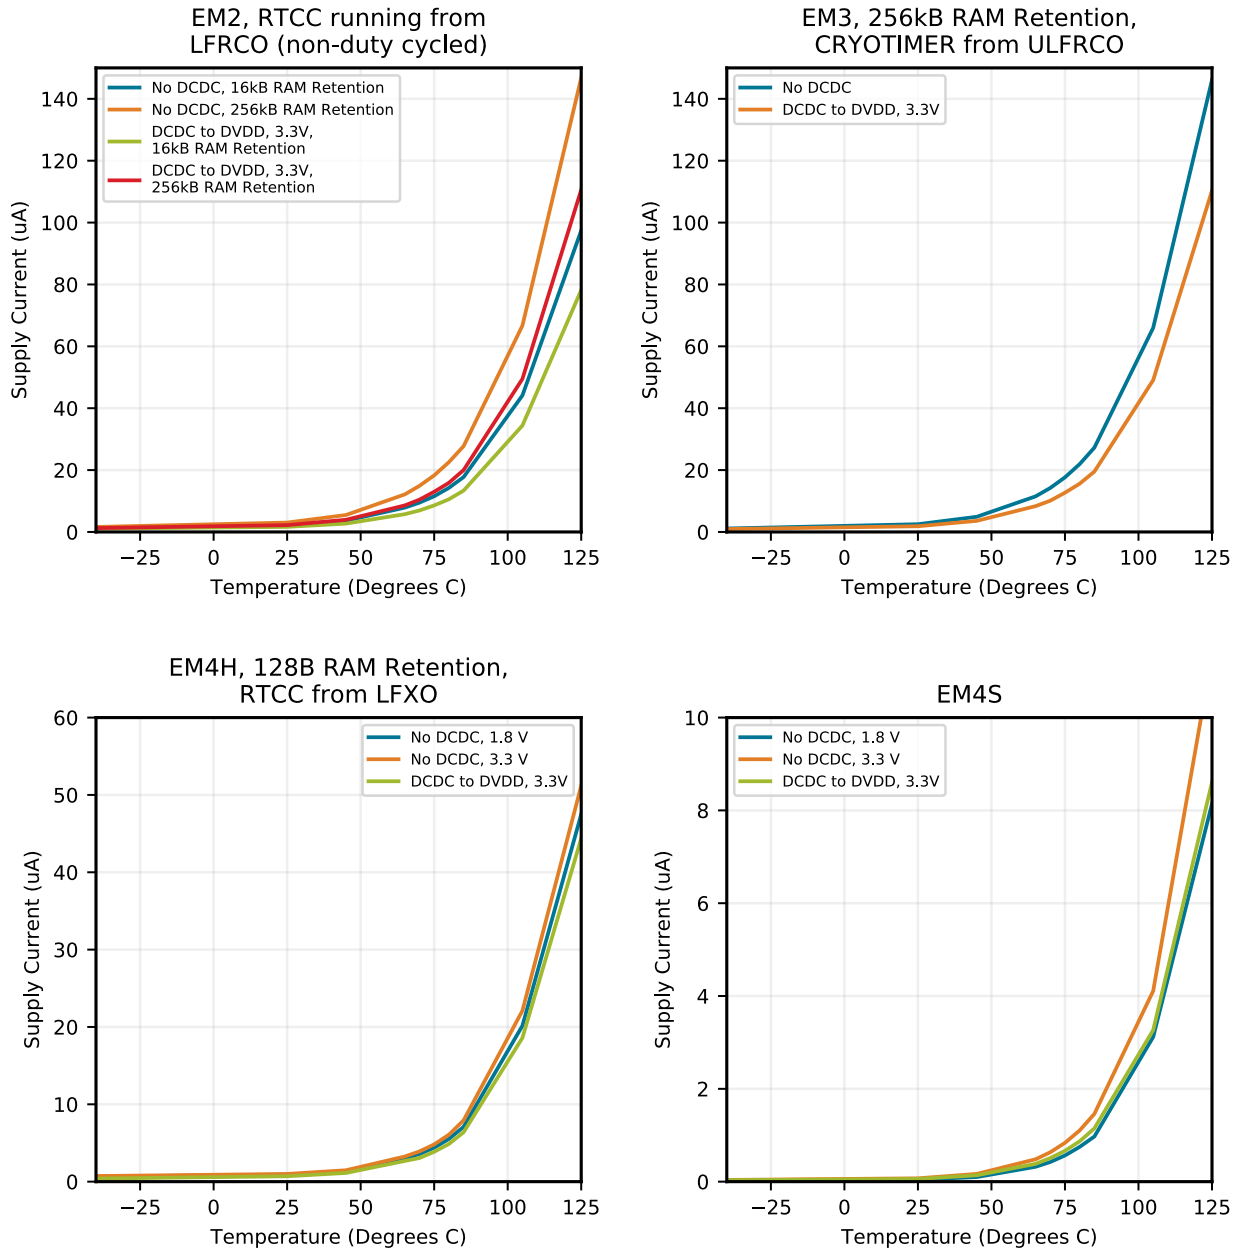 EM2, RTCC running from
LFRCO (non-duty cycled)
No DCDC, 16kB RAM Retention
No DCDC, 256kB RAM Retention
DCDC to DVDD, 3.3V,
16kB RAM Retention
DCDC to DVDD, 3.3V,
256kB RAM Retention
Supply Current (uA)
140
120
100
80
60
40
20
0
−25
0
25
50
75
100
125
Temperature (Degrees C)
EM3, 256kB RAM Retention,
CRYOTIMER from ULFRCO
No DCDC
DCDC to DVDD, 3.3V
Supply Current (uA)
140
120
100
80
60
40
20
0
−25
0
25
50
75
100
125
Temperature (Degrees C)
EM4H, 128B RAM Retention,
RTCC from LFXO
No DCDC, 1.8 V
No DCDC, 3.3 V
DCDC to DVDD, 3.3V
Supply Current (uA)
60
50
40
30
20
10
0
−25
0
25
50
75
100
125
Temperature (Degrees C)
EM4S
No DCDC, 1.8 V
No DCDC, 3.3 V
DCDC to DVDD, 3.3V
Supply Current (uA)
10
8
6
4
2
0
−25
0
25
50
75
100
125
Temperature (Degrees C)